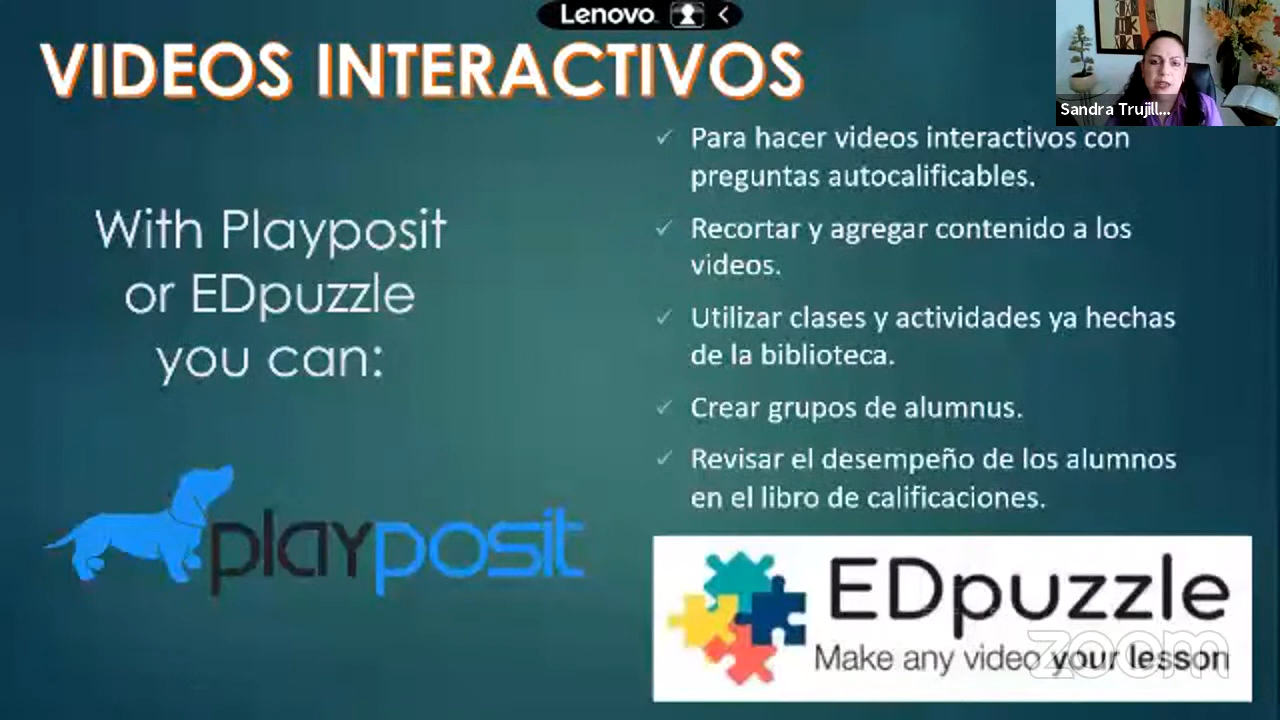 Lenovo
VIDEOS INTERACTIVOS
Sandra Trujill...
With Playposit
or EDpuzzle
you can:
Para hacer videos interactivos con
preguntas autocalificables.
Recortar y agregar contenido a los
videos.
Utilizar clases y actividades ya hechas
de la biblioteca.
Crear grupos de alumnus.
Revisar el desempeño de los alumnos
en el libro de calificaciones.
playposit
EDpuzzle
Make any video your lesson
zoom